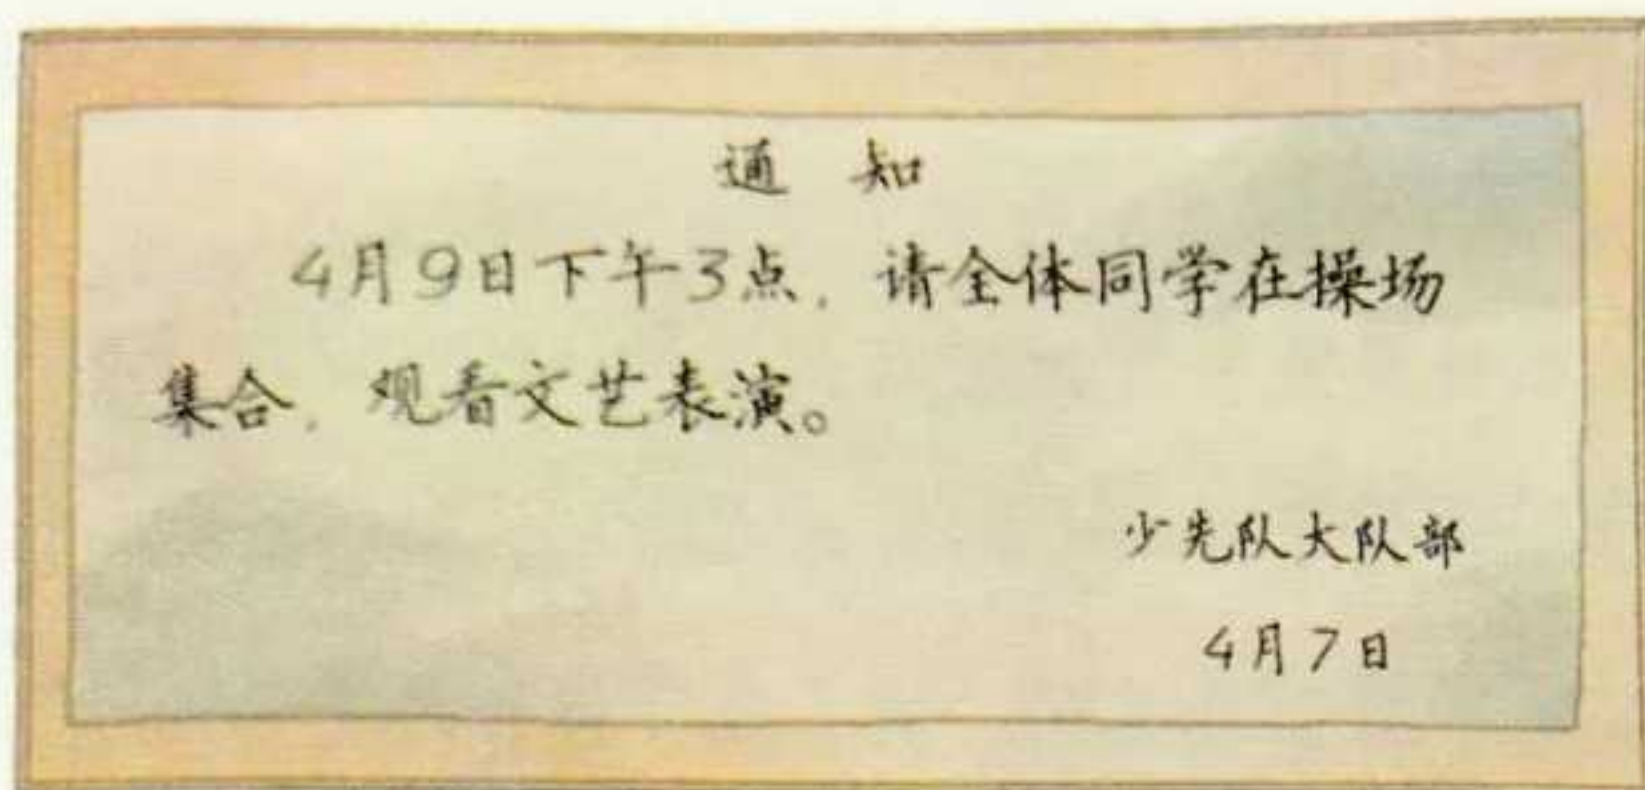 通 知
4月9日下午3点，请全体同学在操场
集合，观看文艺表演。
少先队大队部
4月7日